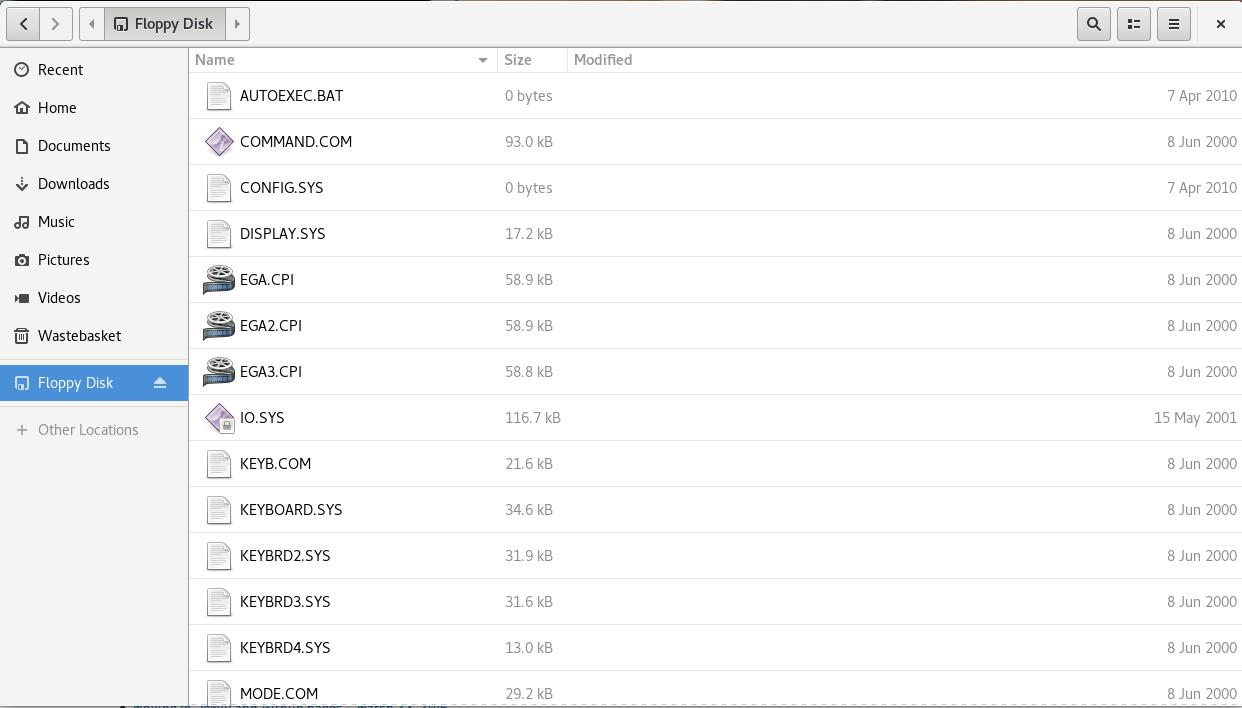 Floppy Disk
Name Size Modified
Recent
Home
Documents
Downloads
Music
Pictures
Videos
Wastebasket
Floppy Disk
Other Locations
AUTOEXEC.BAT 0 bytes 7 Apr 2010
COMMAND.COM 93.0 kB 8 Jun 2000
CONFIG.SYS 0 bytes 7 Apr 2010
DISPLAY.SYS 17.2 kB 8 Jun 2000
EGA.CPI 58.9 kB 8 Jun 2000
EGA2.CPI 58.9 kB 8 Jun 2000
EGA3.CPI 58.8 kB 8 Jun 2000
IO.SYS 116.7 kB 15 May 2001
KEYB.COM 21.6 kB 8 Jun 2000
KEYBOARD.SYS 34.6 kB 8 Jun 2000
KEYBRD2.SYS 31.9 kB 8 Jun 2000
KEYBRD3.SYS 31.6 kB 8 Jun 2000
KEYBRD4.SYS 13.0 kB 8 Jun 2000
MODE.COM 29.2 kB 8 Jun 2000